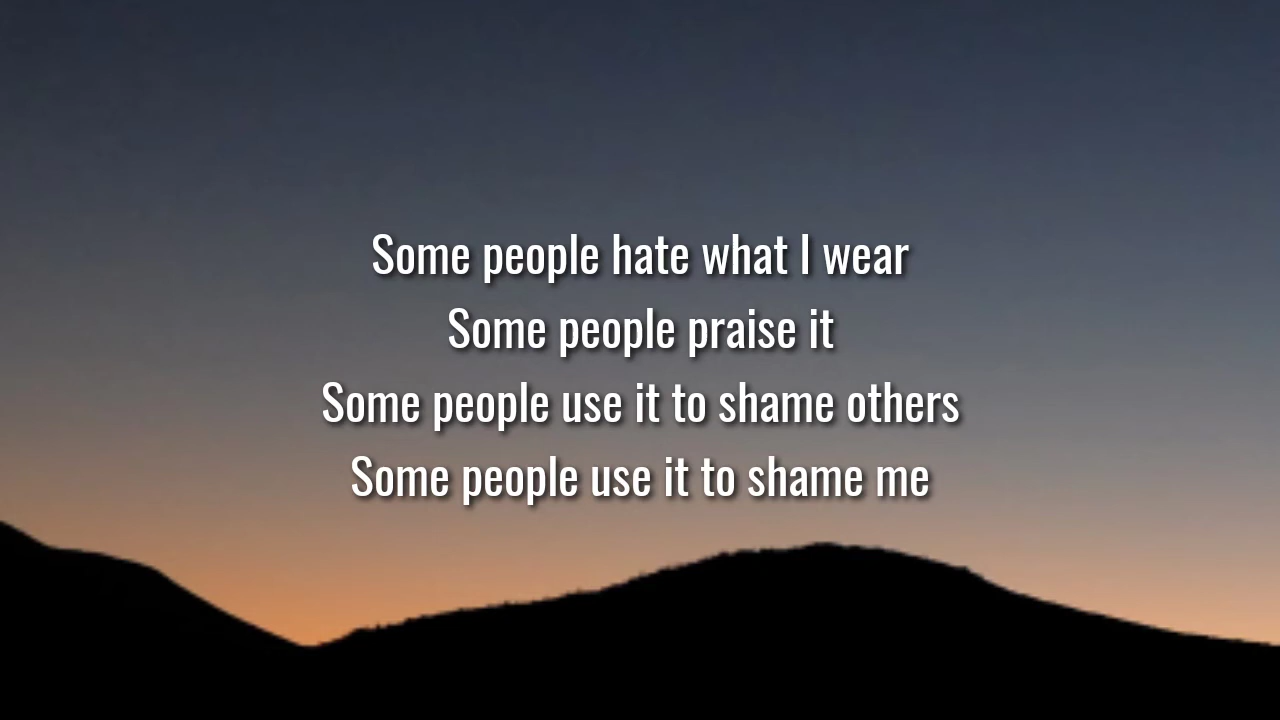 Some people hate what I wear
Some people praise it
Some people use it to shame others
Some people use it to shame me